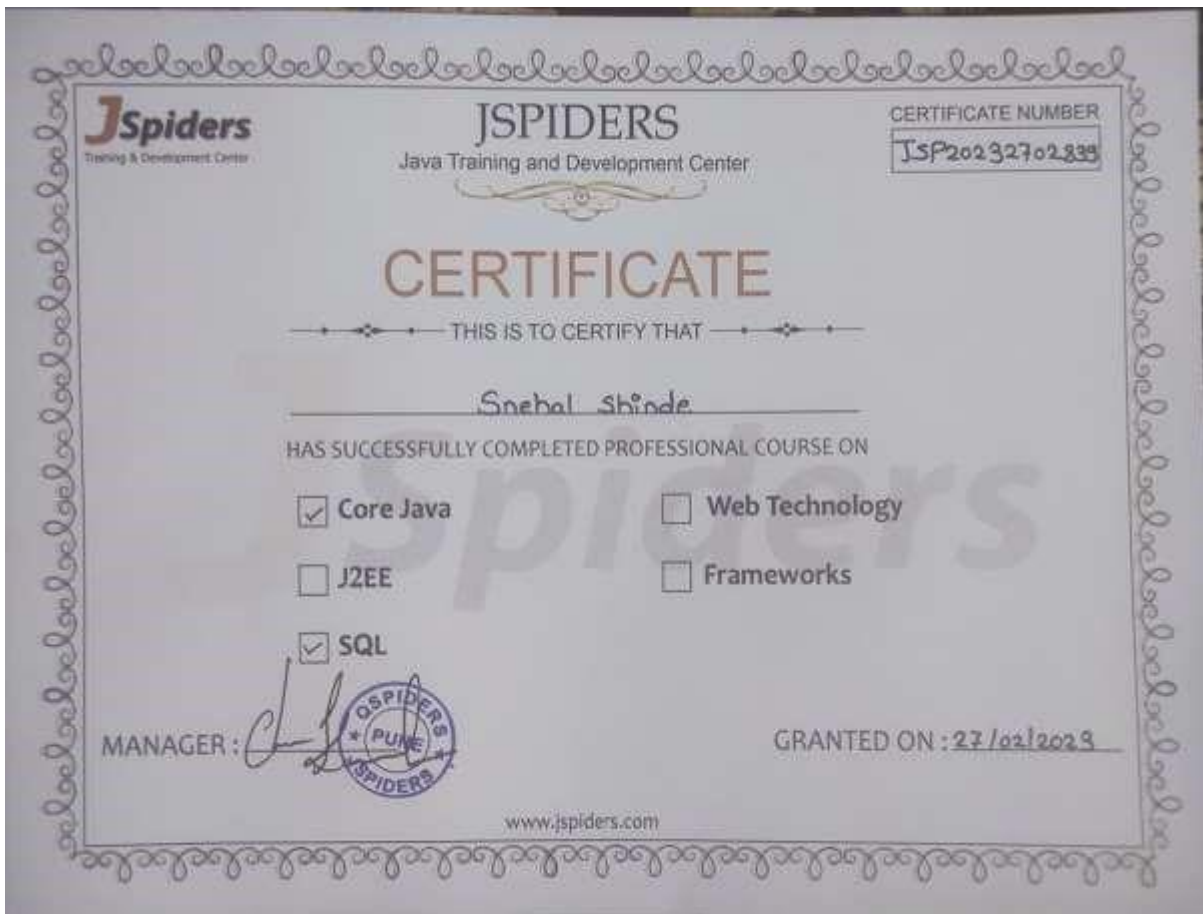 JSpiders
Training & Development Center
JSPIDERS
Java Training and Development Center
CERTIFICATE NUMBER
JSP20232702839
CERTIFICATE
THIS IS TO CERTIFY THAT
Snehal Shinde
HAS SUCCESSFULLY COMPLETED PROFESSIONAL COURSE ON
Core Java
Web Technology
J2EE
Frameworks
SQL
MANAGER :
QSPIDERS
PUNE
JSPIDERS
GRANTED ON : 27/02/2023
www.jspiders.com
JSpiders